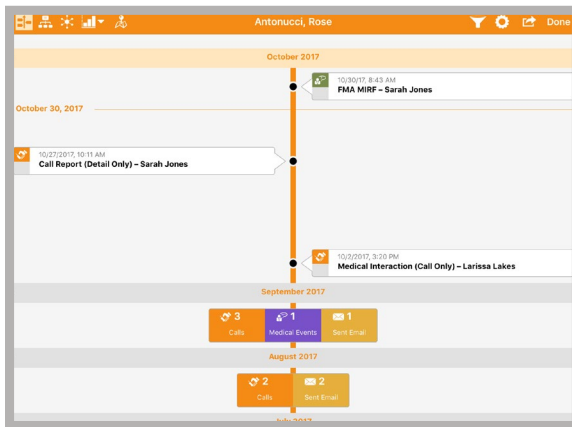 Antonucci, Rose
Done
October 2017
10/30/17, 8:43 AM
FMA MIRF – Sarah Jones
October 30, 2017
10/27/2017, 10:11 AM
Call Report (Detail Only) – Sarah Jones
10/2/2017, 3:20 PM
Medical Interaction (Call Only) – Larissa Lakes
September 2017
3
Calls
1
Medical Events
1
Sent Email
August 2017
2
Calls
2
Sent Email
July 2017